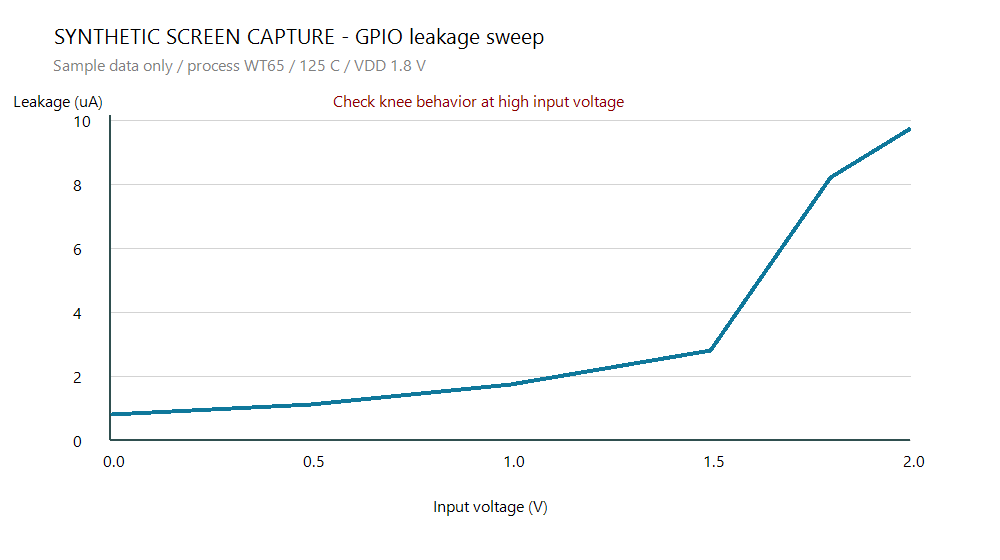 SYNTHETIC SCREEN CAPTURE - GPIO leakage sweep
Sample data only / process WT65 / 125 C / VDD 1.8 V
Leakage (uA)
Check knee behavior at high input voltage
10
8
6
4
2
0
0.0 0.5 1.0 1.5 2.0
Input voltage (V)